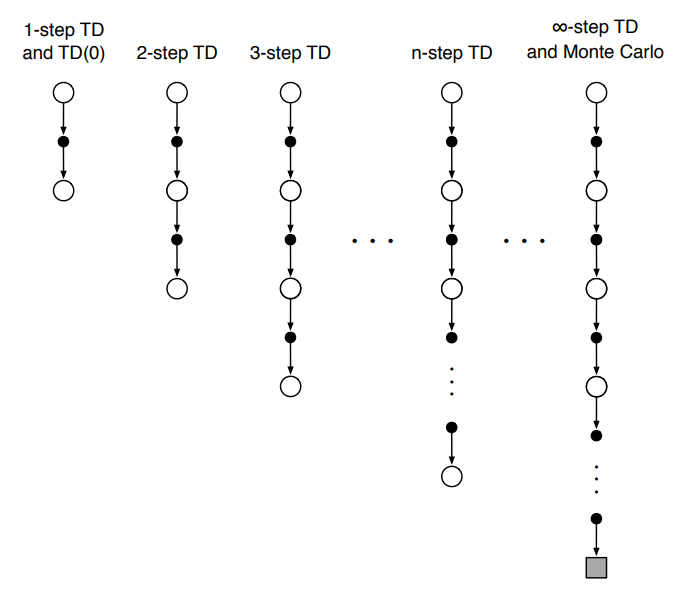 1-step TD
and TD(0)
2-step TD
3-step TD
n-step TD
∞-step TD
and Monte Carlo